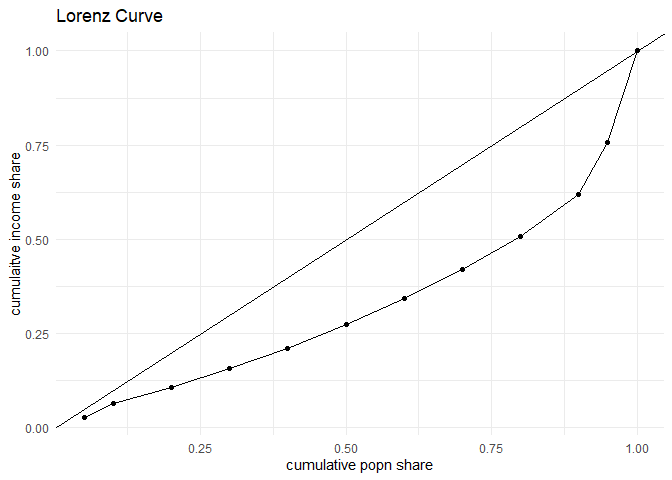 Lorenz Curve
1.00
0.75
0.50
0.25
0.00
cumulaitve income share
0.25 0.50 0.75 1.00
cumulative popn share